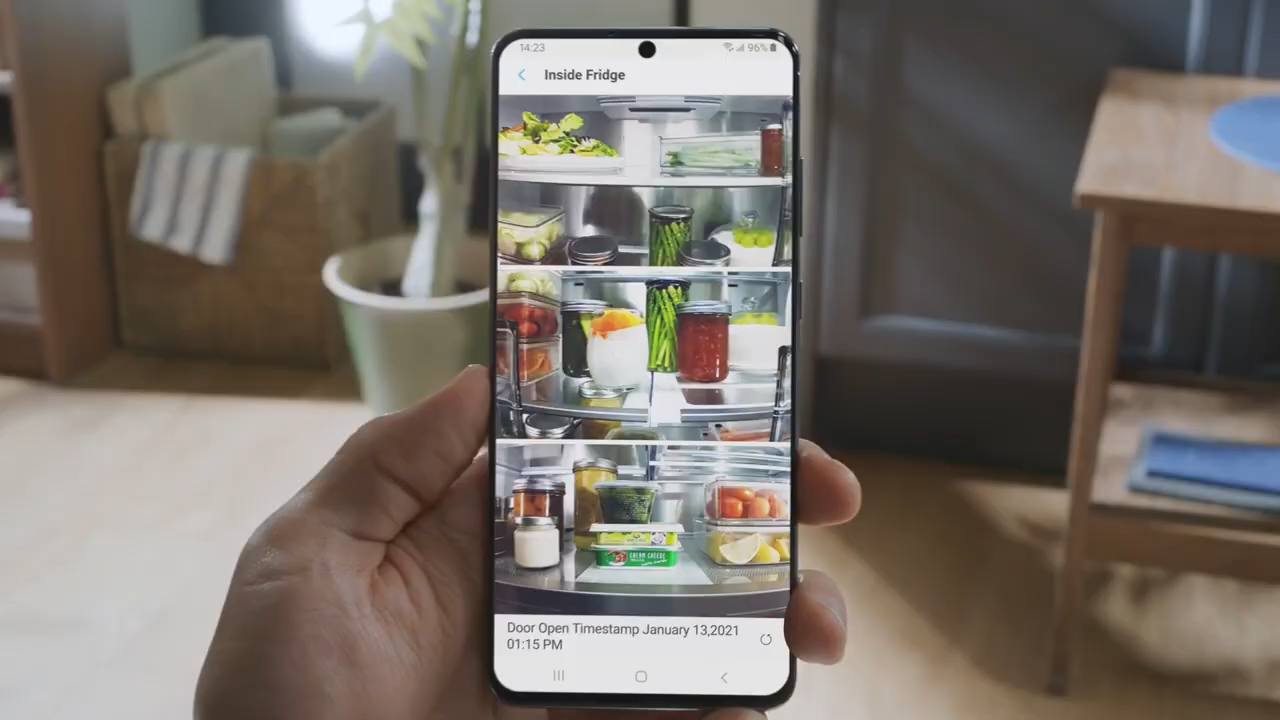 14:23
96%
Inside Fridge
CREAM CHEESE
Door Open Timestamp January 13,2021
01:15 PM